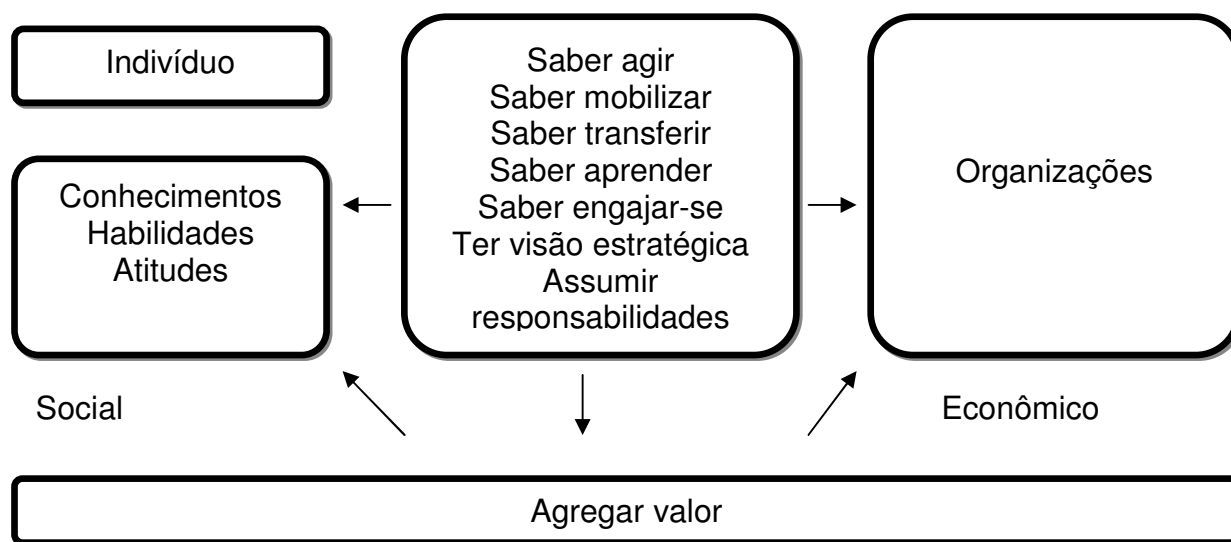 Indivíduo
Conhecimentos
Habilidades
Atitudes
Saber agir
Saber mobilizar
Saber transferir
Saber aprender
Saber engajar-se
Ter visão estratégica
Assumir
responsabilidades
Organizações
Social
Econômico
Agregar valor